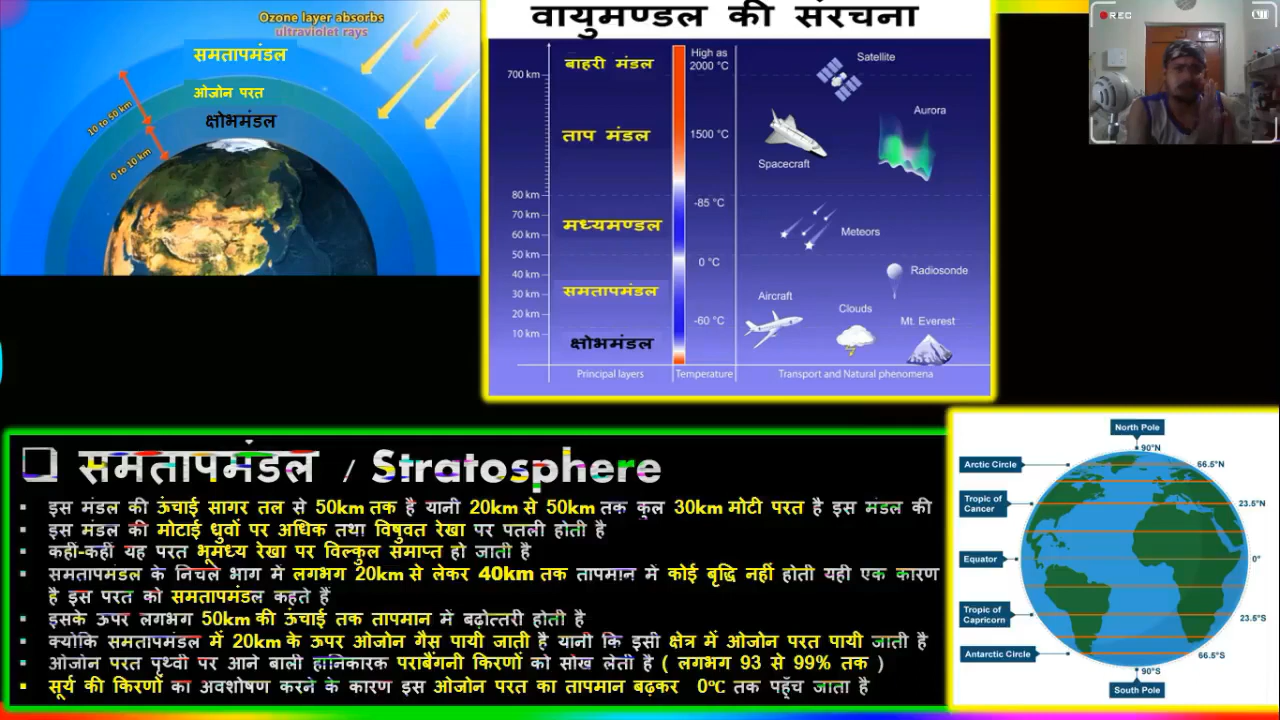 Ozone layer absorbs
ultraviolet rays
समतापमंडल
ओजोन परत
क्षोभमंडल
10 to 50 km
0 to 10 km
वायुमण्डल की संरचना
बाहरी मंडल
ताप मंडल
मध्यमण्डल
समतापमंडल
क्षोभमंडल
700 km
80 km
70 km
60 km
50 km
40 km
30 km
20 km
10 km
High as
2000 °C
1500 °C
-85 °C
0 °C
-60 °C
Satellite
Aurora
Spacecraft
Meteors
Radiosonde
Aircraft
Clouds
Mt. Everest
Principal layers
Temperature
Transport and Natural phenomena
REC
समतापमंडल / Stratosphere
इस मंडल की ऊंचाई सागर तल से 50km तक है यानी 20km से 50km तक कुल 30km मोटी परत है इस मंडल की
इस मंडल की मोटाई धुवों पर अधिक तथा विषुवत रेखा पर पतली होती है
कहीं-कहीं यह परत भूमध्य रेखा पर विल्कुल समाप्त हो जाती है
समतापमंडल के निचले भाग में लगभग 20km से लेकर 40km तक तापमान में कोई बृद्धि नहीं होती यही एक कारण
है इस परत को समतापमंडल कहते हैं
इसके ऊपर लगभग 50km की ऊंचाई तक तापमान में बढ़ोत्तरी होती है
क्योकि समतापमंडल में 20km के ऊपर ओजोन गैस पायी जाती है यानी कि इसी क्षेत्र में ओजोन परत पायी जाती है
ओजोन परत पृथ्वी पर आने बाली हानिकारक पराबैंगनी किरणों को सोख लेती है ( लगभग 93 से 99% तक )
सूर्य की किरणों का अवशोषण करने के कारण इस ओजोन परत का तापमान बढ़कर 0℃ तक पहुँच जाता है
North Pole
90°N
Arctic Circle
66.5°N
Tropic of
Cancer
23.5°N
Equator
0°
Tropic of
Capricorn
23.5°S
Antarctic Circle
66.5°S
90°S
South Pole